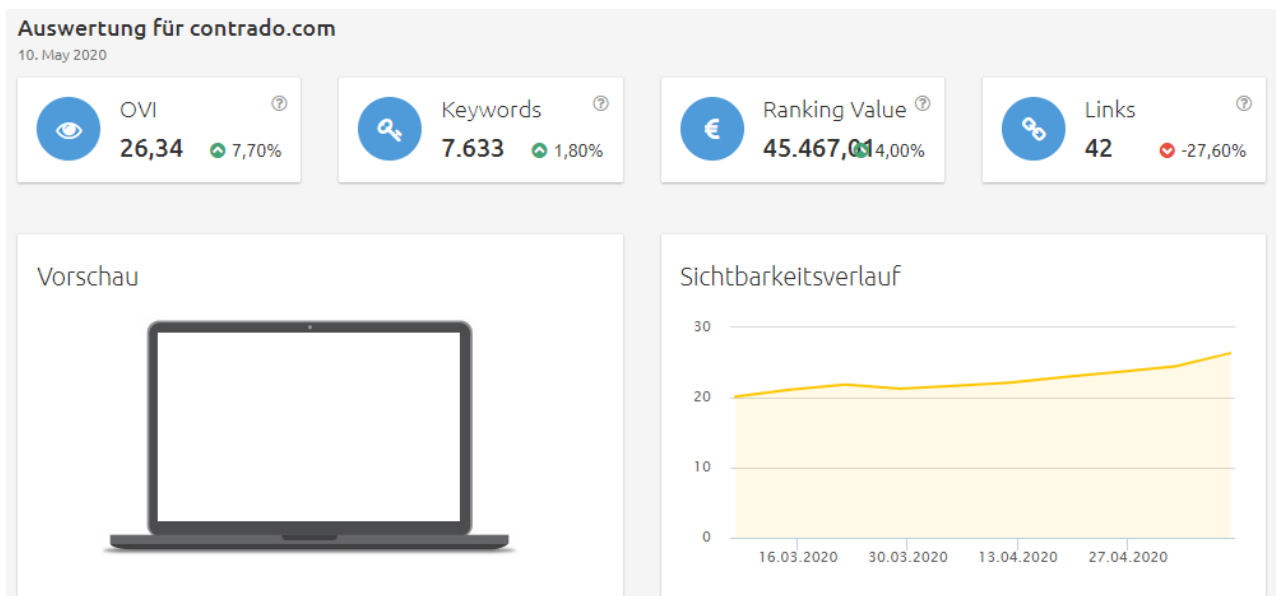 Auswertung für contrado.com
10. May 2020
OVI
26,34 7,70%
Keywords
7.633 1,80%
Ranking Value
45.467,01 4,00%
Links
42 -27,60%
Vorschau
Sichtbarkeitsverlauf
30
20
10
0
16.03.2020 30.03.2020 13.04.2020 27.04.2020